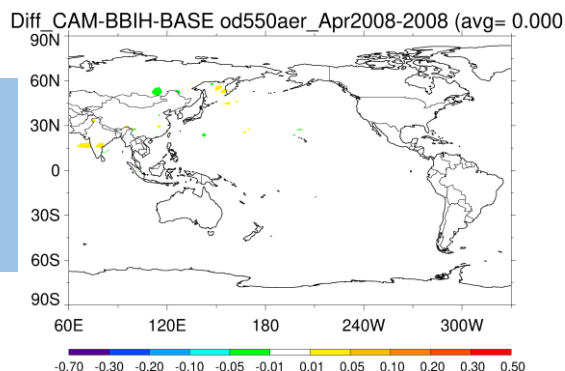 Diff_CAM-BBIH-BASE od550aer_Apr2008-2008 (avg= 0.000
90N
60N
30N
0
30S
60S
90S
60E 120E 180 240W 300W
-0.70 -0.30 -0.20 -0.10 -0.05 -0.01 0.01 0.05 0.10 0.20 0.30 0.50